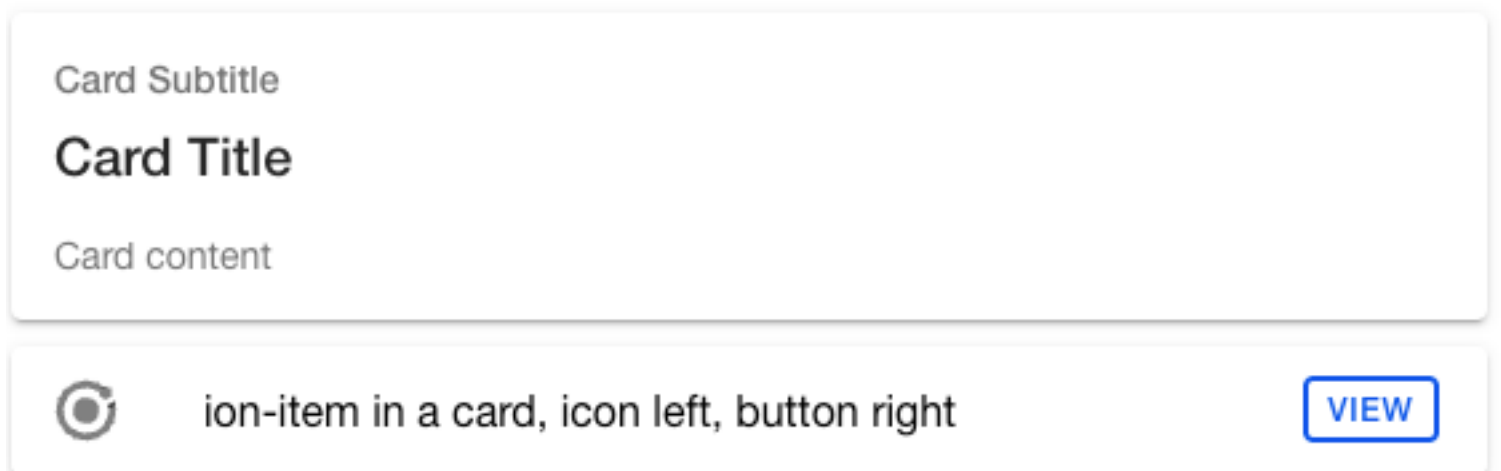 Card Subtitle
Card Title
Card content
ion-item in a card, icon left, button right
VIEW